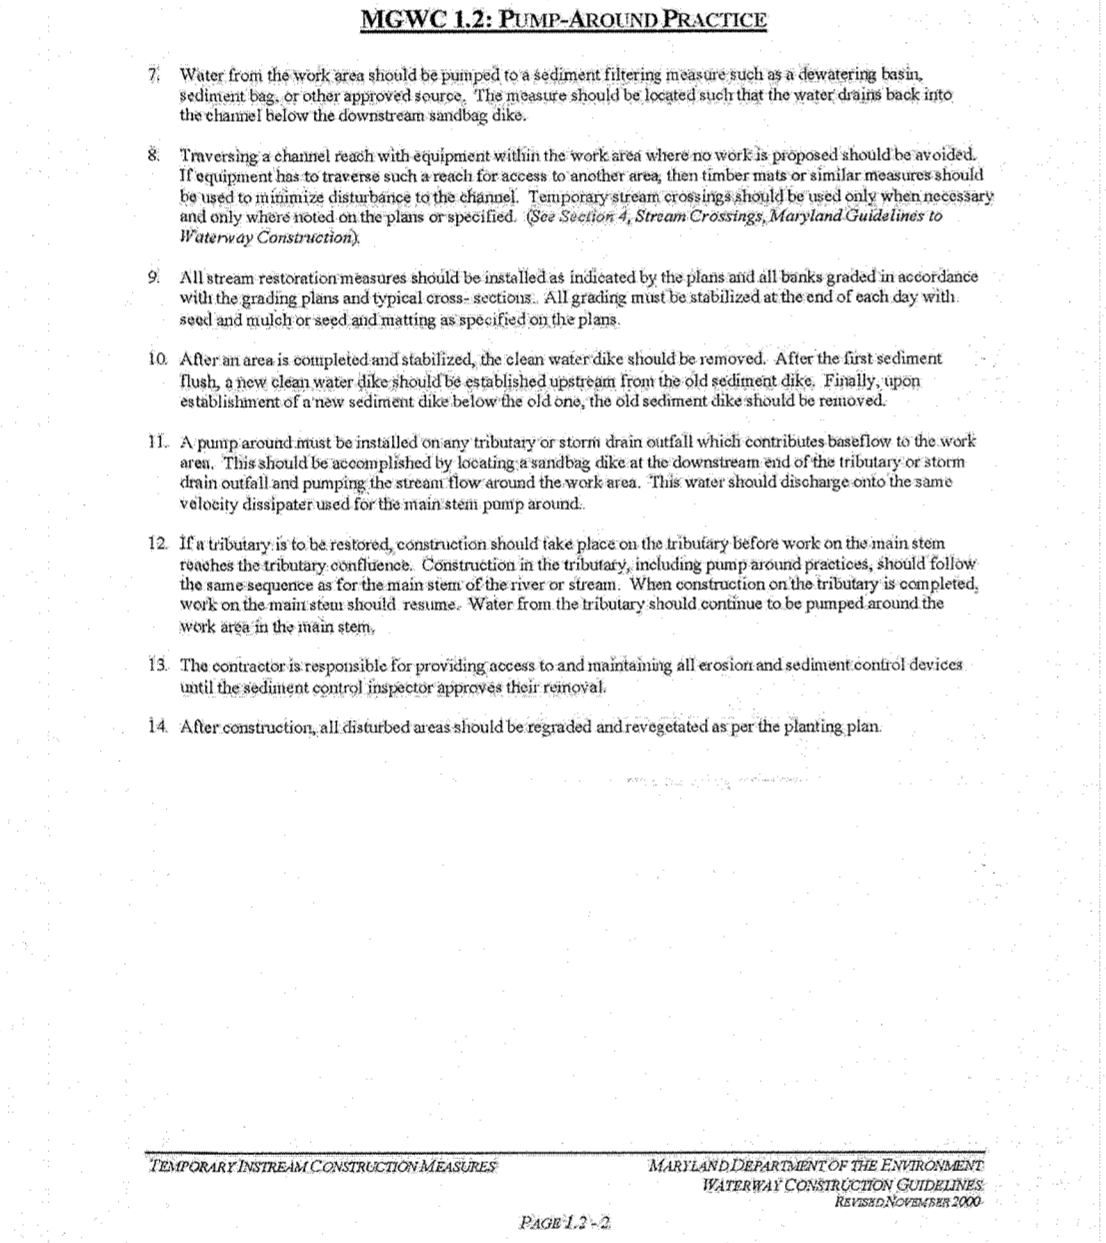 MGWC 1.2: PUMP-AROUND PRACTICE
7. Water from the work area should be pumped to a sediment filtering measure such as a dewatering basin,
sediment bag, or other approved source. The measure should be located such that the water drains back into
the channel below the downstream sandbag dike.
8. Traversing a channel reach with equipment within the work area where no work is proposed should be avoided.
If equipment has to traverse such a reach for access to another area, then timber mats or similar measures should
be used to minimize disturbance to the channel. Temporary stream crossings should be used only when necessary
and only where noted on the plans or specified. (See Section 4, Stream Crossings, Maryland Guidelines to
Waterway Construction).
9. All stream restoration measures should be installed as indicated by the plans and all banks graded in accordance
with the grading plans and typical cross- sections. All grading must be stabilized at the end of each day with
seed and mulch or seed and matting as specified on the plans.
10. After an area is completed and stabilized, the clean water dike should be removed. After the first sediment
flush, a new clean water dike should be established upstream from the old sediment dike. Finally, upon
establishment of a new sediment dike below the old one, the old sediment dike should be removed.
11. A pump around must be installed on any tributary or storm drain outfall which contributes baseflow to the work
area. This should be accomplished by locating a sandbag dike at the downstream end of the tributary or storm
drain outfall and pumping the stream flow around the work area. This water should discharge onto the same
velocity dissipater used for the main stem pump around.
12. If a tributary is to be restored, construction should take place on the tributary before work on the main stem
reaches the tributary confluence. Construction in the tributary, including pump around practices, should follow
the same sequence as for the main stem of the river or stream. When construction on the tributary is completed,
work on the main stem should resume. Water from the tributary should continue to be pumped around the
work area in the main stem.
13. The contractor is responsible for providing access to and maintaining all erosion and sediment control devices
until the sediment control inspector approves their removal.
14. After construction, all disturbed areas should be regraded and revegetated as per the planting plan.
TEMPORARY INSTREAM CONSTRUCTION MEASURES
MARYLAND DEPARTMENT OF THE ENVIRONMENT
WATERWAY CONSTRUCTION GUIDELINES
REVISED NOVEMBER 2000
PAGE 1.2 - 2